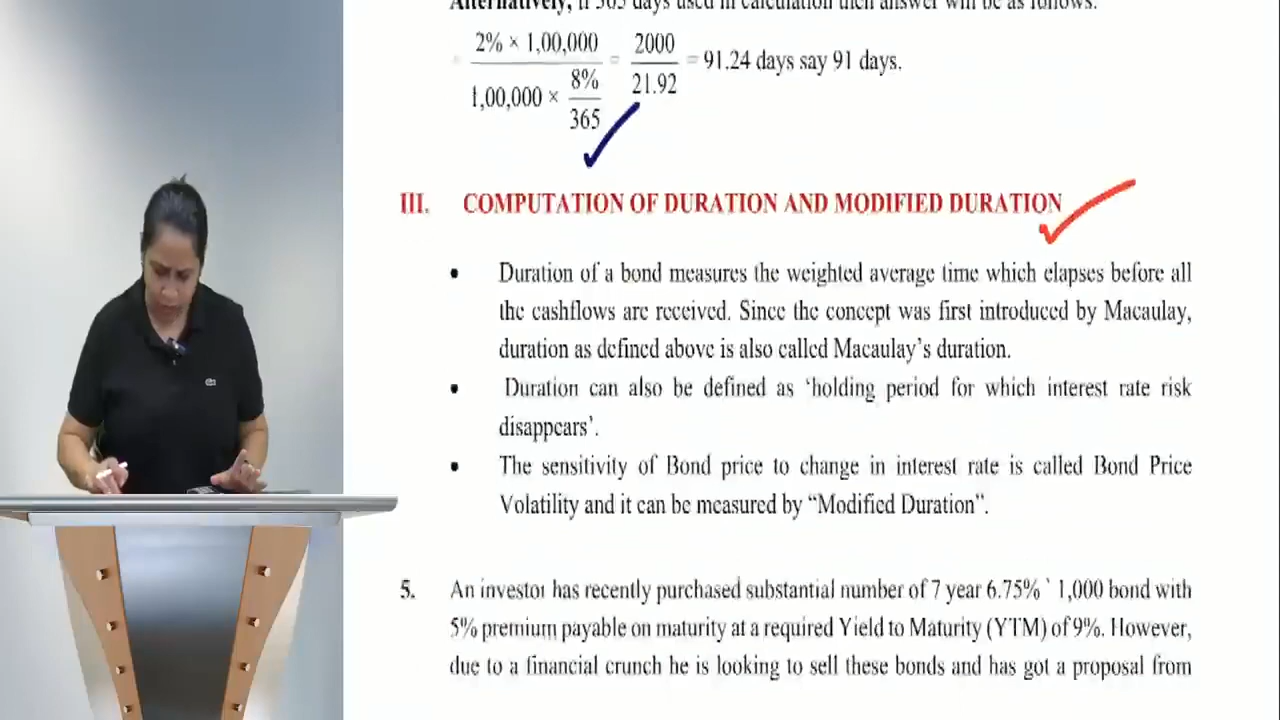 Alternatively, if 365 days used in calculation then answer will be as follows:
= 2% × 1,00,000 / 1,00,000 × 8%/365 = 2000/21.92 = 91.24 days say 91 days.
III. COMPUTATION OF DURATION AND MODIFIED DURATION
• Duration of a bond measures the weighted average time which elapses before all
the cashflows are received. Since the concept was first introduced by Macaulay,
duration as defined above is also called Macaulay's duration.
• Duration can also be defined as ‘holding period for which interest rate risk
disappears’.
• The sensitivity of Bond price to change in interest rate is called Bond Price
Volatility and it can be measured by “Modified Duration”.
5. An investor has recently purchased substantial number of 7 year 6.75% ` 1,000 bond with
5% premium payable on maturity at a required Yield to Maturity (YTM) of 9%. However,
due to a financial crunch he is looking to sell these bonds and has got a proposal from